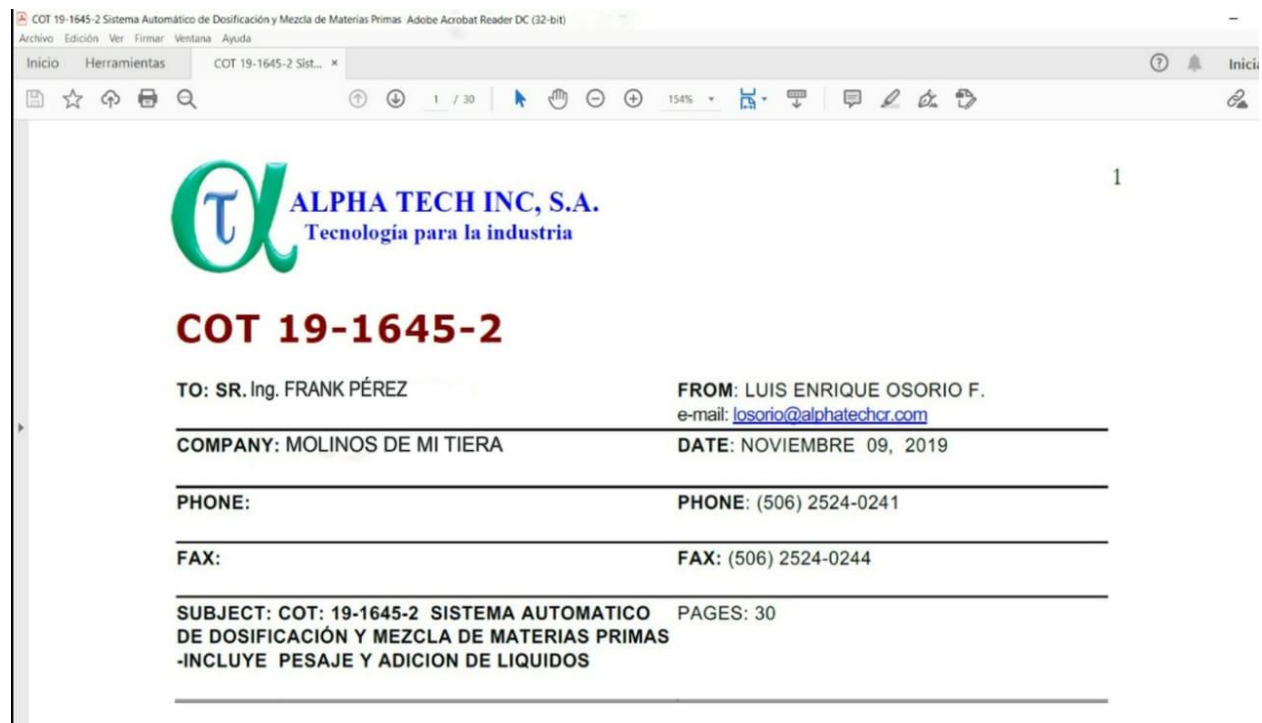 COT 19-1645-2 Sistema Automático de Dosificación y Mezcla de Materias Primas Adobe Acrobat Reader DC (32-bit)
Archivo Edición Ver Firmar Ventana Ayuda
Inicio Herramientas COT 19-1645-2 Sist... × Inicia
1 / 30 154%
1
ατ
ALPHA TECH INC, S.A.
Tecnología para la industria
COT 19-1645-2
TO: SR. Ing. FRANK PÉREZ
FROM: LUIS ENRIQUE OSORIO F.
e-mail: losorio@alphatechcr.com
COMPANY: MOLINOS DE MI TIERA
DATE: NOVIEMBRE 09, 2019
PHONE:
PHONE: (506) 2524-0241
FAX:
FAX: (506) 2524-0244
SUBJECT: COT: 19-1645-2 SISTEMA AUTOMATICO
DE DOSIFICACIÓN Y MEZCLA DE MATERIAS PRIMAS
-INCLUYE PESAJE Y ADICION DE LIQUIDOS
PAGES: 30